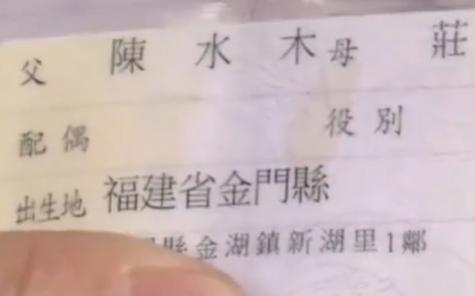 父 陳水木 母 莊
配偶 役別
出生地 福建省金門縣
縣金湖鎮新湖里1鄰